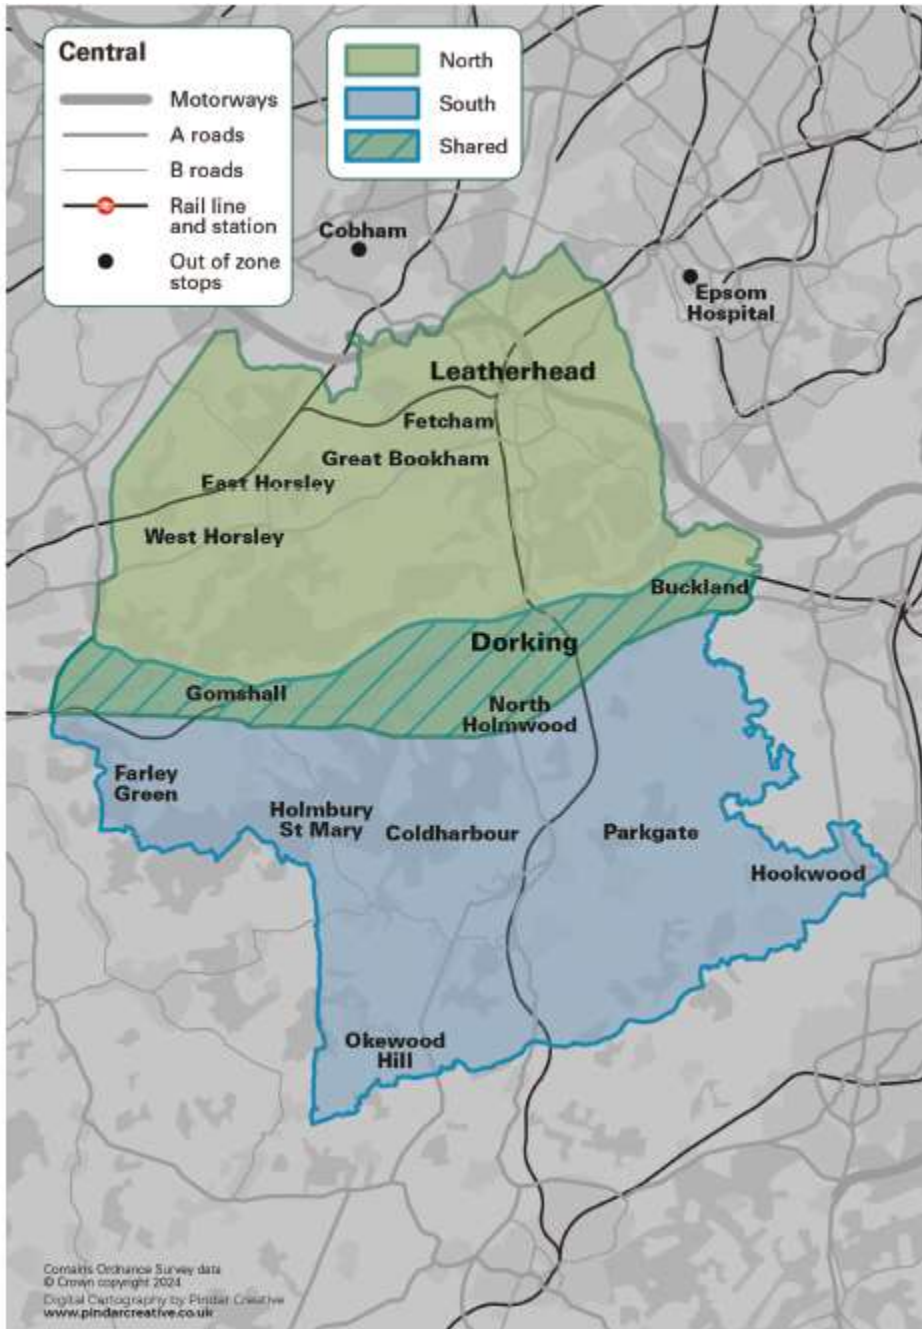 Central
Motorways
A roads
B roads
Rail line
and station
Out of zone
stops
North
South
Shared
Cobham
Epsom
Hospital
Leatherhead
Fetcham
Great Bookham
East Horsley
West Horsley
Buckland
Dorking
Gomshall
North
Holmwood
Farley
Green
Holmbury
St Mary
Coldharbour
Parkgate
Hookwood
Okewood
Hill
Contains Ordnance Survey data
© Crown copyright 2024
Digital Cartography by Pindar Creative
www.pindarcreative.co.uk